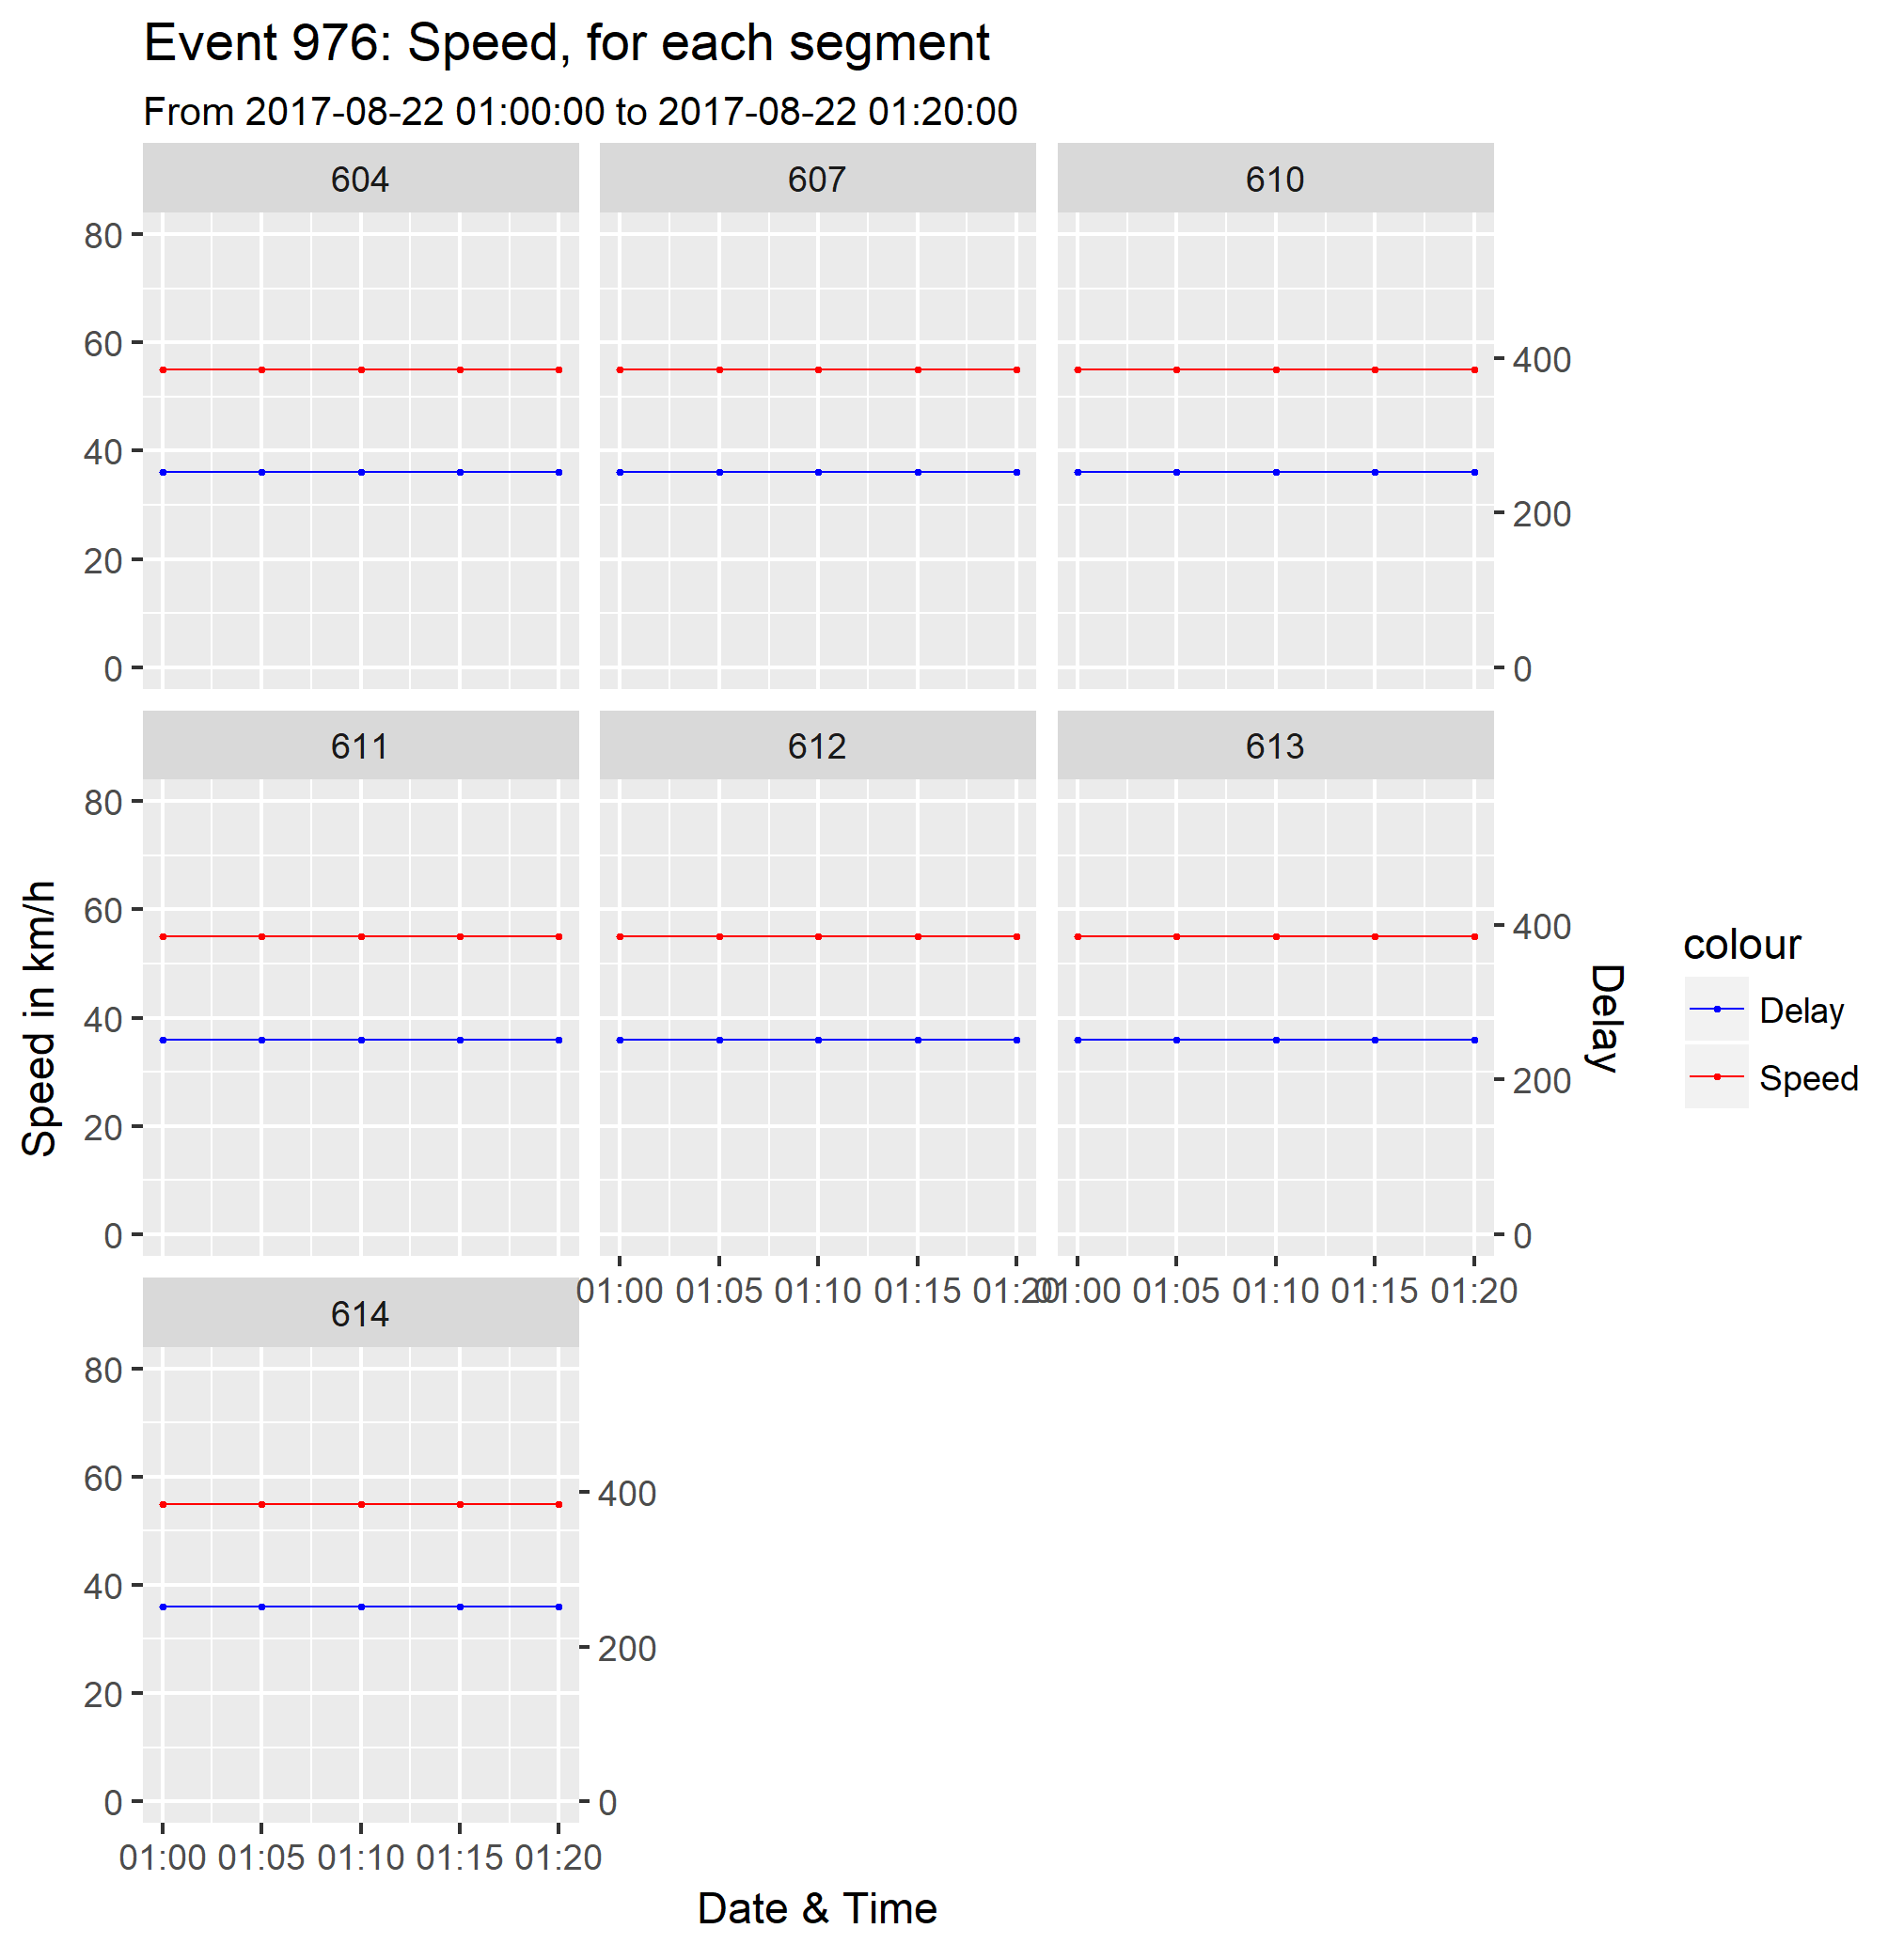 Event 976: Speed, for each segment
From 2017-08-22 01:00:00 to 2017-08-22 01:20:00
604 607 610
80
60
400
40
200
20
0 0
611 612 613
80
60
400
40
200
20
0 0
01:00 01:05 01:10 01:15 01:20 01:00 01:05 01:10 01:15 01:20
614
80
60
400
40
200
20
0 0
01:00 01:05 01:10 01:15 01:20
Date & Time
Speed in km/h
Delay
colour
Delay
Speed